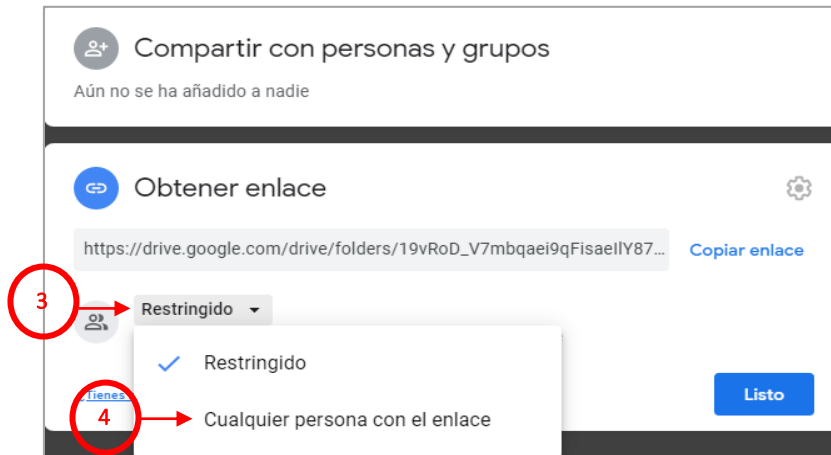 Compartir con personas y grupos
Aún no se ha añadido a nadie
Obtener enlace
https://drive.google.com/drive/folders/19vRoD_V7mbqaei9qFisaeIlY87...
Copiar enlace
3
Restringido
Restringido
¿Tienes
Listo
4
Cualquier persona con el enlace